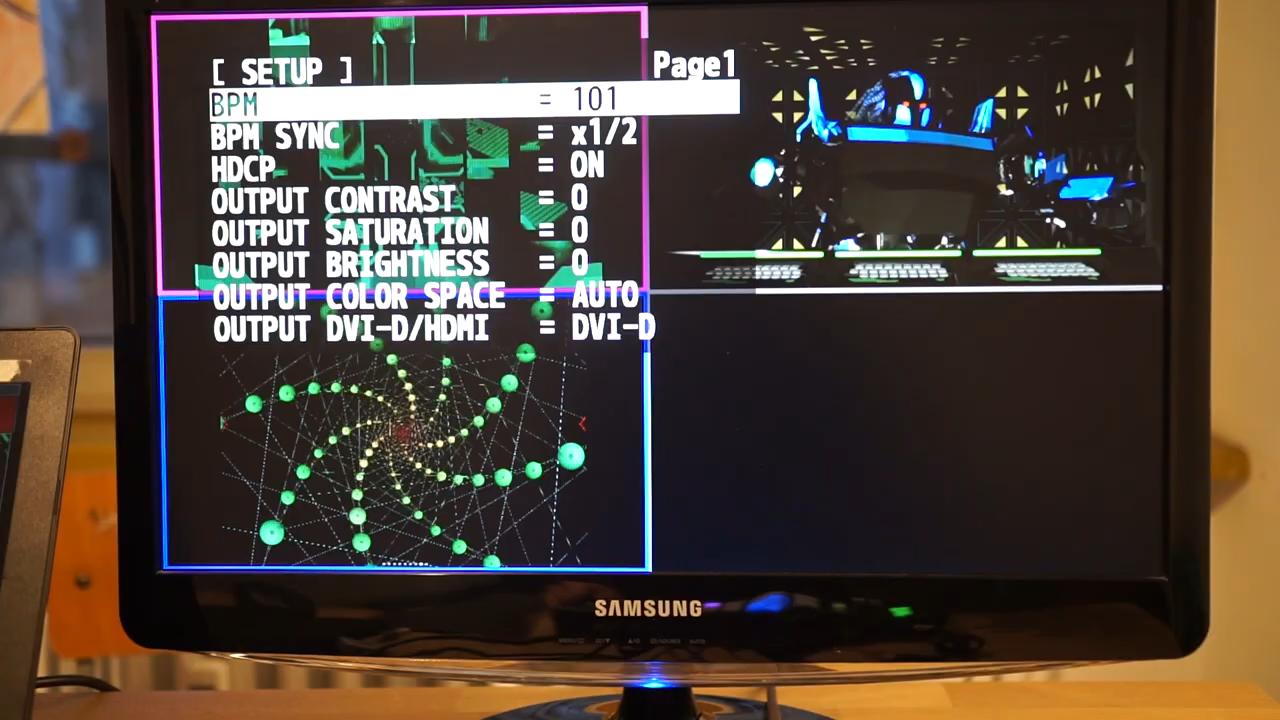 [ SETUP ] Page1
BPM = 101
BPM SYNC = x1/2
HDCP = ON
OUTPUT CONTRAST = 0
OUTPUT SATURATION = 0
OUTPUT BRIGHTNESS = 0
OUTPUT COLOR SPACE = AUTO
OUTPUT DVI-D/HDMI = DVI-D
SAMSUNG